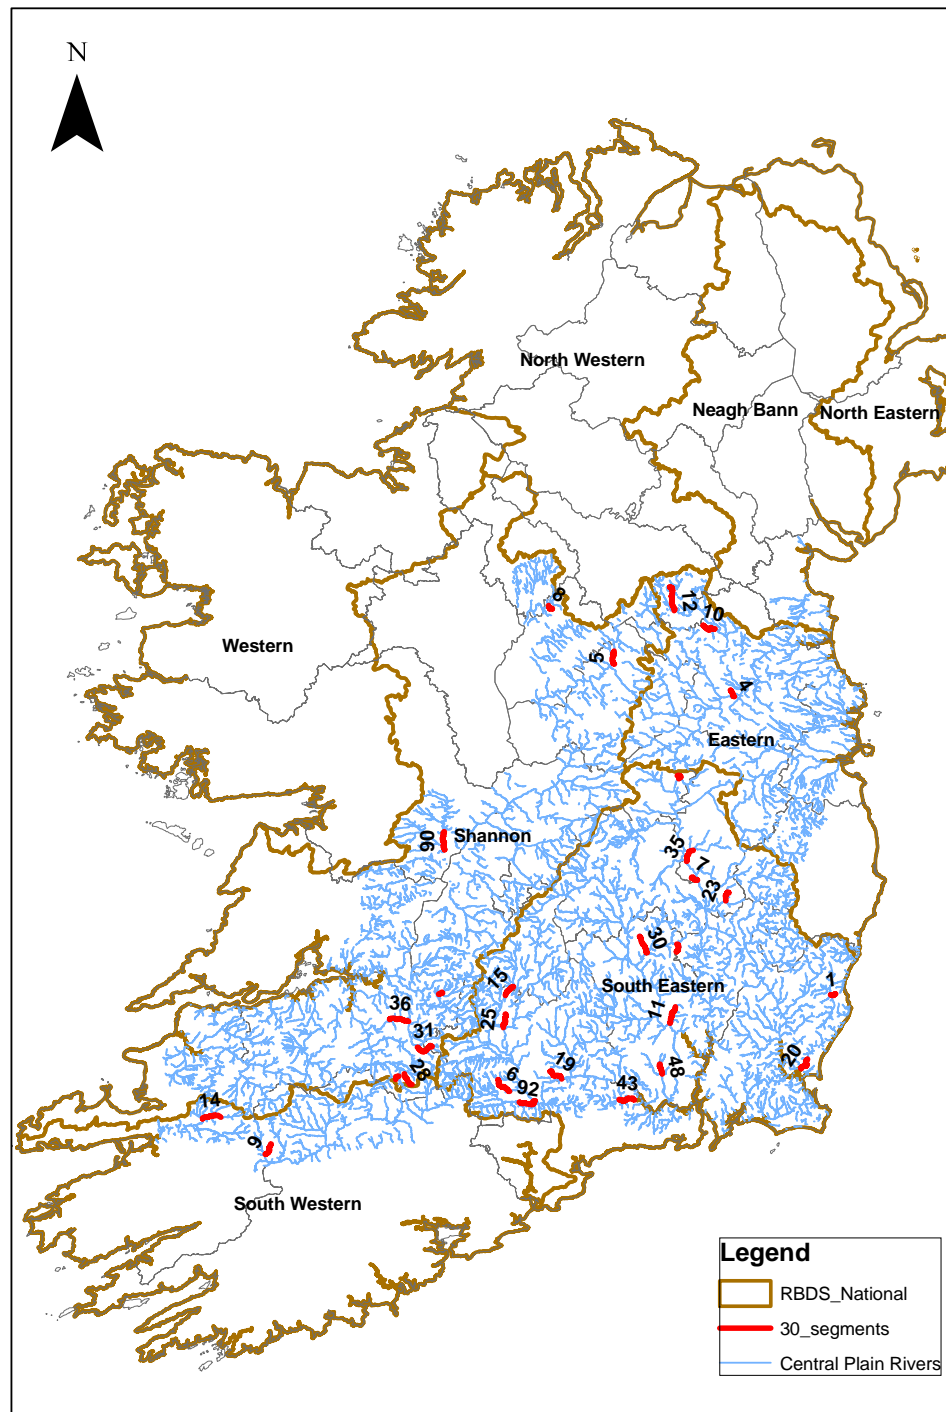 N
North Western
Neagh Bann
North Eastern
8
12
10
Western
5
4
Eastern
90
Shannon
35
7
23
30
15
South Eastern
1
36
25
11
31
28
19
48
20
6
92
43
14
9
South Western
Legend
RBDS_National
30_segments
Central Plain Rivers